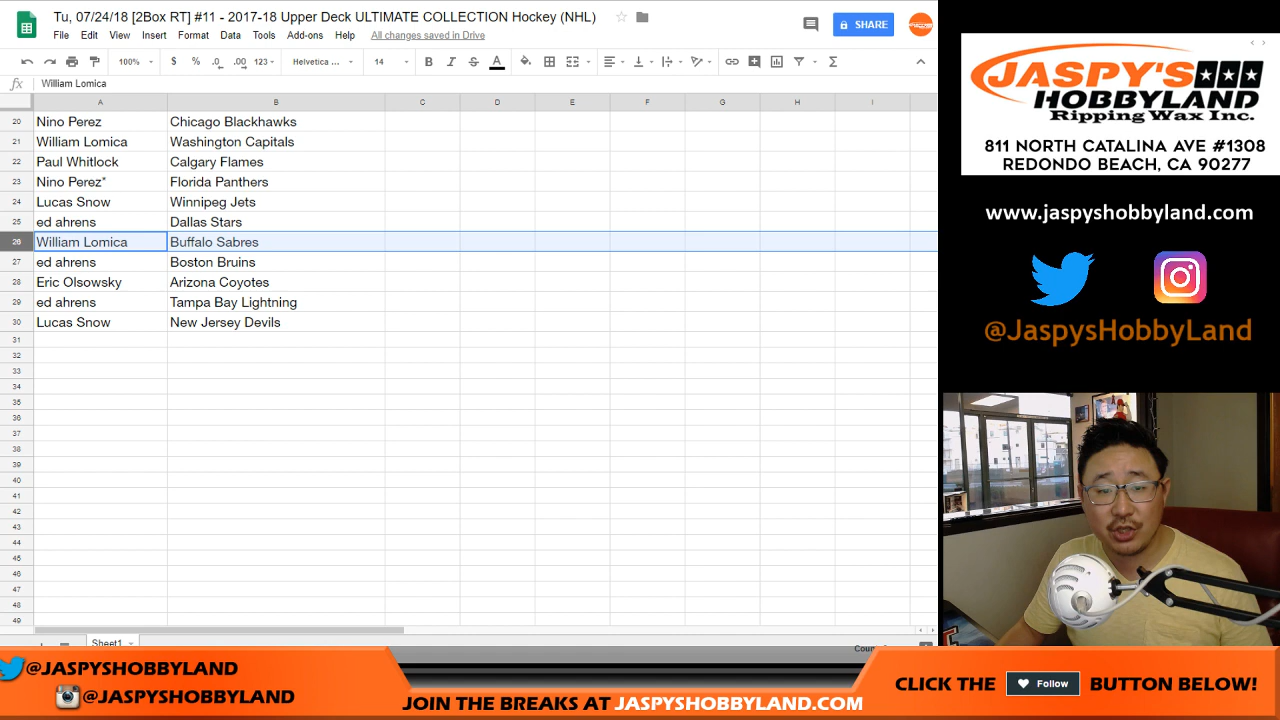 Tu, 07/24/18 [2Box RT] #11 - 2017-18 Upper Deck ULTIMATE COLLECTION Hockey (NHL)
File Edit View Insert Format Data Tools Add-ons Help All changes saved in Drive
SHARE
100% $ % .0 .00 123 Helvetica ... 14 B I S A
fx William Lomica
A B C D E F G H I
20 Nino Perez Chicago Blackhawks
21 William Lomica Washington Capitals
22 Paul Whitlock Calgary Flames
23 Nino Perez* Florida Panthers
24 Lucas Snow Winnipeg Jets
25 ed ahrens Dallas Stars
26 William Lomica Buffalo Sabres
27 ed ahrens Boston Bruins
28 Eric Olsowsky Arizona Coyotes
29 ed ahrens Tampa Bay Lightning
30 Lucas Snow New Jersey Devils
31
32
33
34
35
36
37
38
39
40
41
42
43
44
45
46
47
48
49
Sheet1
JASPY'S
HOBBYLAND
Ripping Wax Inc.
811 NORTH CATALINA AVE #1308
REDONDO BEACH, CA 90277
www.jaspyshobbyland.com
@JaspysHobbyLand
@JASPYSHOBBYLAND
@JASPYSHOBBYLAND
JOIN THE BREAKS AT JASPYSHOBBYLAND.COM
CLICK THE Follow BUTTON BELOW!